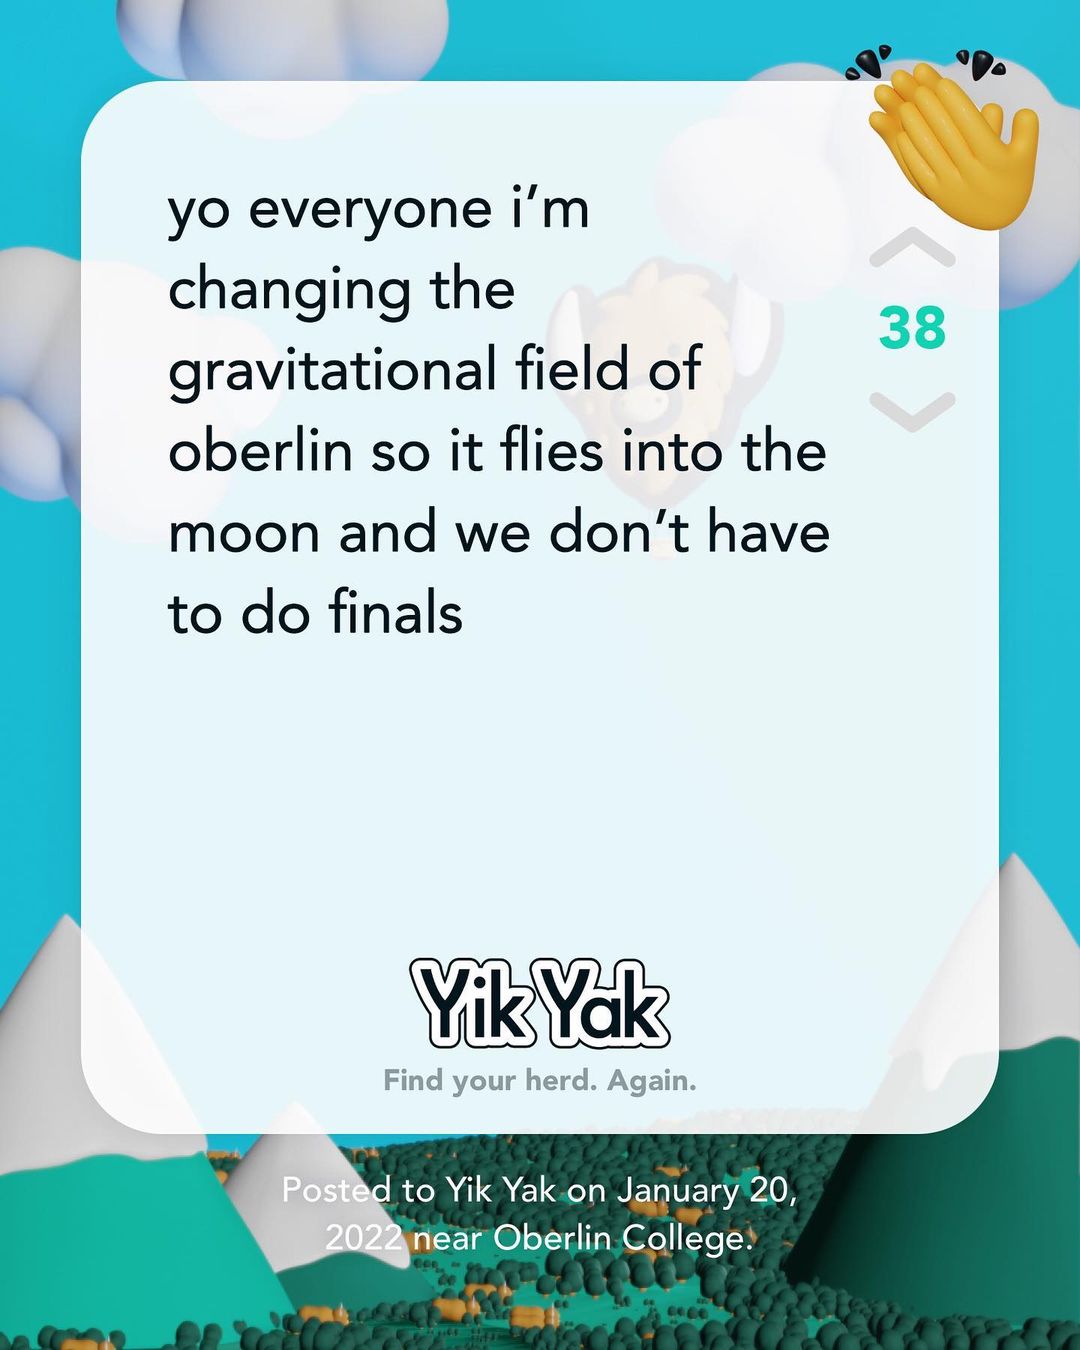 yo everyone i’m
changing the
gravitational field of
oberlin so it flies into the
moon and we don’t have
to do finals
38
Yik Yak
Find your herd. Again.
Posted to Yik Yak on January 20,
2022 near Oberlin College.